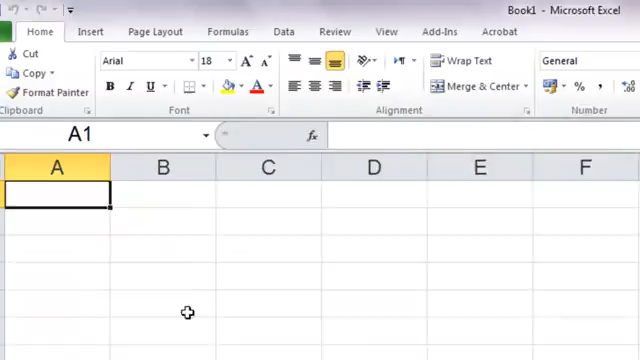 Book1 - Microsoft Excel
Home Insert Page Layout Formulas Data Review View Add-Ins Acrobat
Cut
Copy
Format Painter
Clipboard
Arial 18 A A
B I U A
Font
Wrap Text
Merge & Center
Alignment
General
% ,
Number
A1 fx
A B C D E F